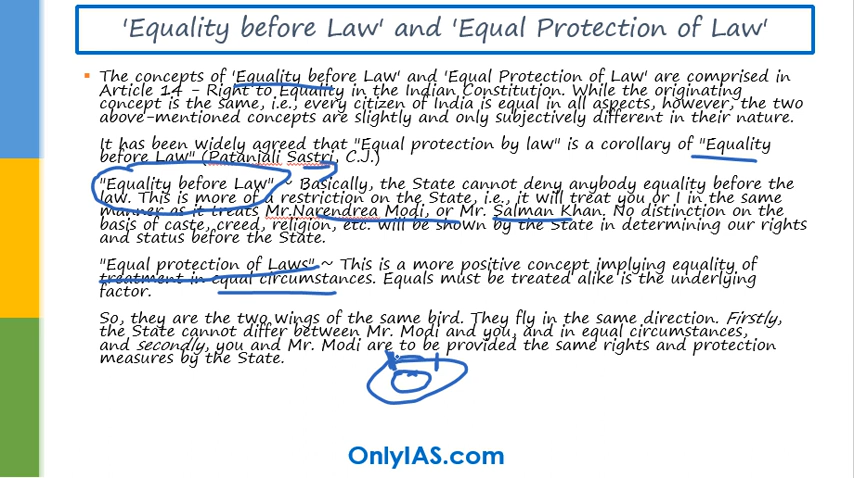 'Equality before Law' and 'Equal Protection of Law'
The concepts of 'Equality before Law' and 'Equal Protection of Law' are comprised in
Article 14 – Right to Equality in the Indian Constitution. While the originating
concept is the same, i.e., every citizen of India is equal in all aspects, however, the two
above-mentioned concepts are slightly and only subjectively different in their nature.
It has been widely agreed that "Equal protection by law" is a corollary of "Equality
before Law" (Patanjali Sastri, C.J.)
"Equality before Law" ~ Basically, the State cannot deny anybody equality before the
law. This is more of a restriction on the State, i.e., it will treat you or I in the same
manner as it treats Mr.Narendrea Modi, or Mr. Salman Khan. No distinction on the
basis of caste, creed, religion, etc. will be shown by the State in determining our rights
and status before the State.
"Equal protection of Laws" ~ This is a more positive concept implying equality of
treatment in equal circumstances. Equals must be treated alike is the underlying
factor.
So, they are the two wings of the same bird. They fly in the same direction. Firstly,
the State cannot differ between Mr. Modi and you, and in equal circumstances,
and secondly, you and Mr. Modi are to be provided the same rights and protection
measures by the State.
OnlyIAS.com